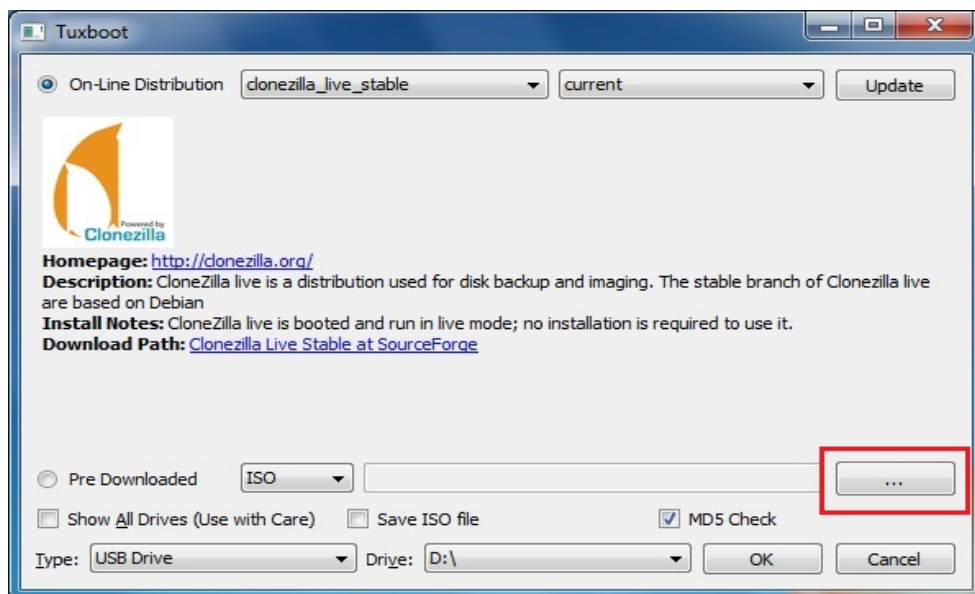 Tuxboot
On-Line Distribution clonezilla_live_stable current Update
Powered by
Clonezilla
Homepage: http://clonezilla.org/
Description: CloneZilla live is a distribution used for disk backup and imaging. The stable branch of Clonezilla live
are based on Debian
Install Notes: CloneZilla live is booted and run in live mode; no installation is required to use it.
Download Path: Clonezilla Live Stable at SourceForge
Pre Downloaded ISO ...
Show All Drives (Use with Care) Save ISO file MD5 Check
Type: USB Drive Drive: D:\ OK Cancel